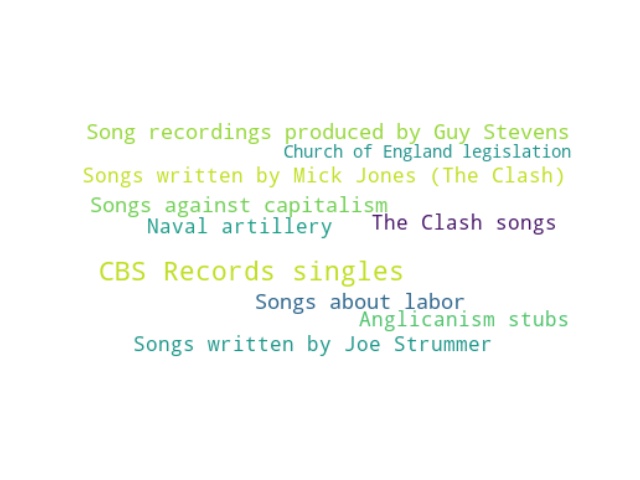 Song recordings produced by Guy Stevens
Church of England legislation
Songs written by Mick Jones (The Clash)
Songs against capitalism
Naval artillery
The Clash songs
CBS Records singles
Songs about labor
Anglicanism stubs
Songs written by Joe Strummer